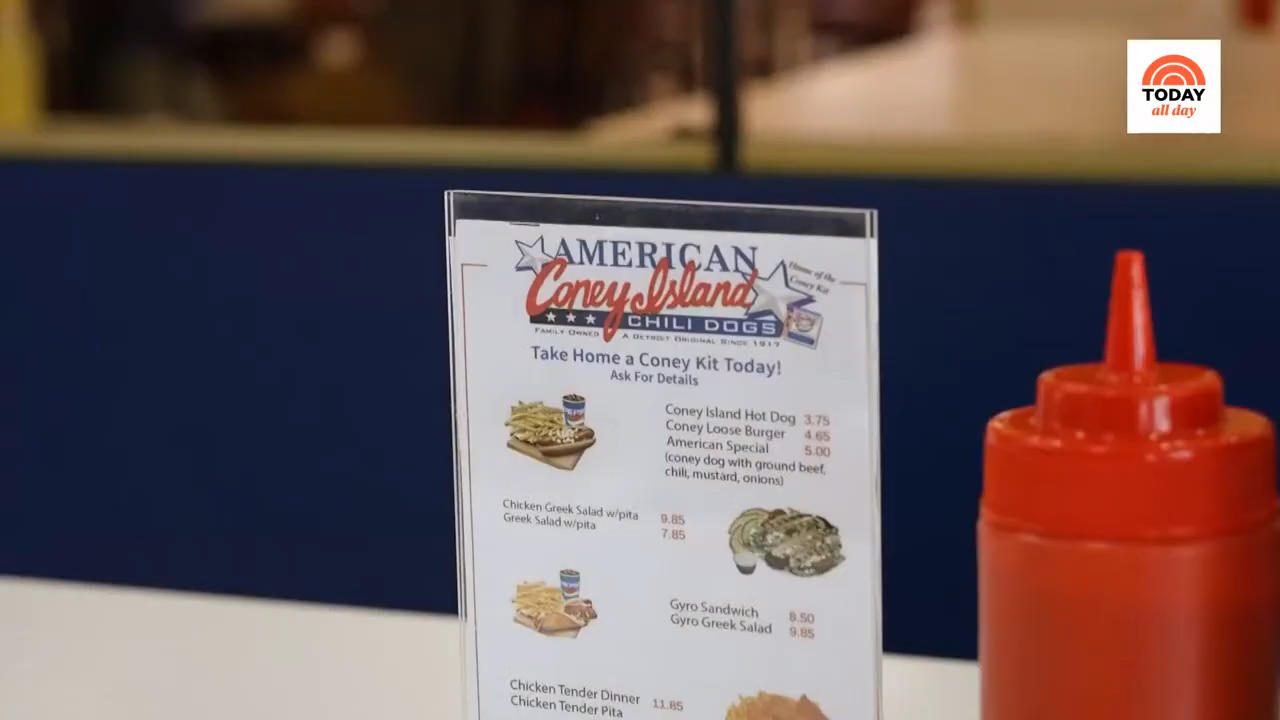 TODAY
all day
AMERICAN
Coney Island
CHILI DOGS
Home of the
Coney Kit
FAMILY OWNED A DETROIT ORIGINAL SINCE 1917
Take Home a Coney Kit Today!
Ask For Details
Coney Island Hot Dog 3.75
Coney Loose Burger 4.65
American Special 5.00
(coney dog with ground beef,
chili, mustard, onions)
Chicken Greek Salad w/pita 9.85
Greek Salad w/pita 7.85
Gyro Sandwich 8.50
Gyro Greek Salad 9.85
Chicken Tender Dinner 11.85
Chicken Tender Pita